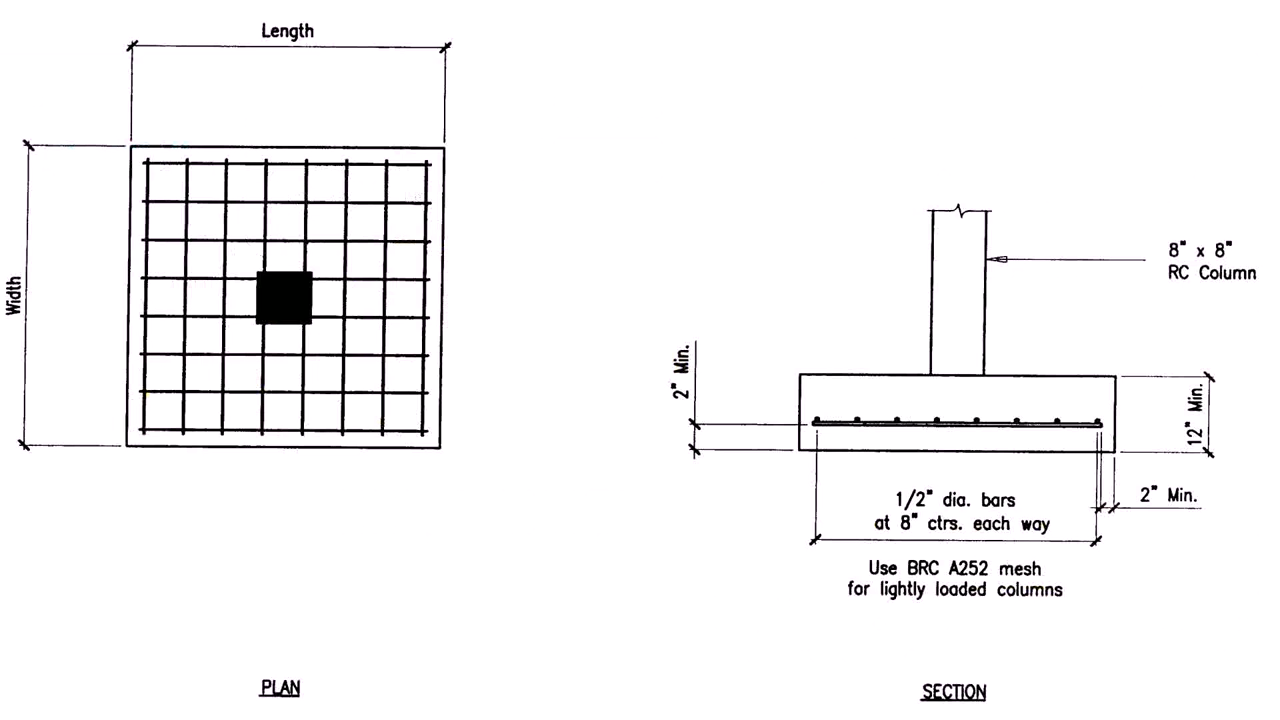 Length
Width
8" x 8"
RC Column
2" Min.
12" Min.
2" Min.
1/2" dia. bars
at 8" ctrs. each way
Use BRC A252 mesh
for lightly loaded columns
PLAN
SECTION